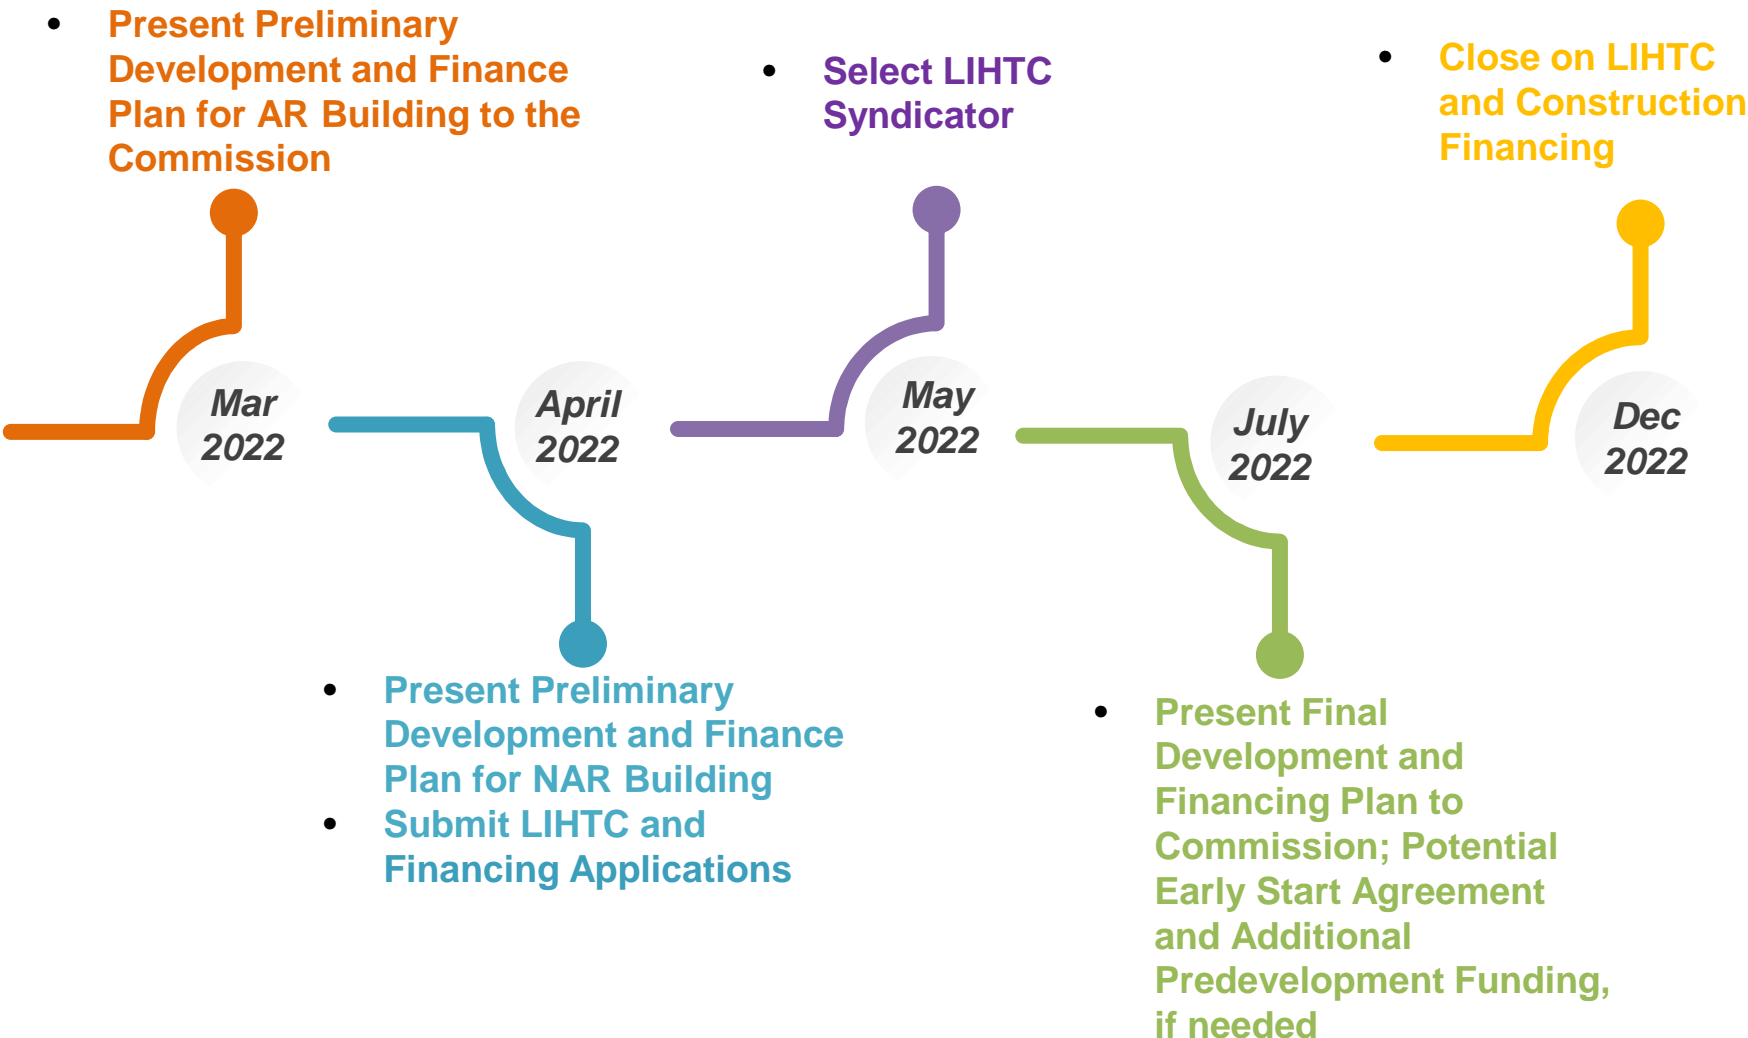 • Present Preliminary
Development and Finance
Plan for AR Building to the
Commission
Mar
2022
• Present Preliminary
Development and Finance
Plan for NAR Building
• Submit LIHTC and
Financing Applications
April
2022
• Select LIHTC
Syndicator
May
2022
• Present Final
Development and
Financing Plan to
Commission; Potential
Early Start Agreement
and Additional
Predevelopment Funding,
if needed
July
2022
• Close on LIHTC
and Construction
Financing
Dec
2022